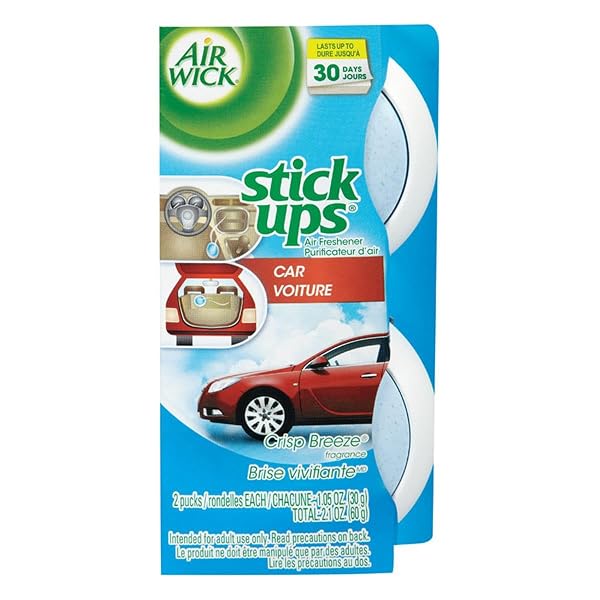 AIR
WICK®
LASTS UP TO
DURE JUSQU'À
30 DAYS
JOURS
stick
ups®
Air Freshener
Purificateur d'air
CAR
VOITURE
Crisp Breeze®
fragrance
Brise vivifiante MD
2 pucks / rondelles EACH / CHACUNE-1.05 OZ. (30 g)
TOTAL-2.1 OZ. (60 g)
Intended for adult use only. Read precautions on back.
Le produit ne doit être manipulé que par des adultes.
Lire les précautions au dos.